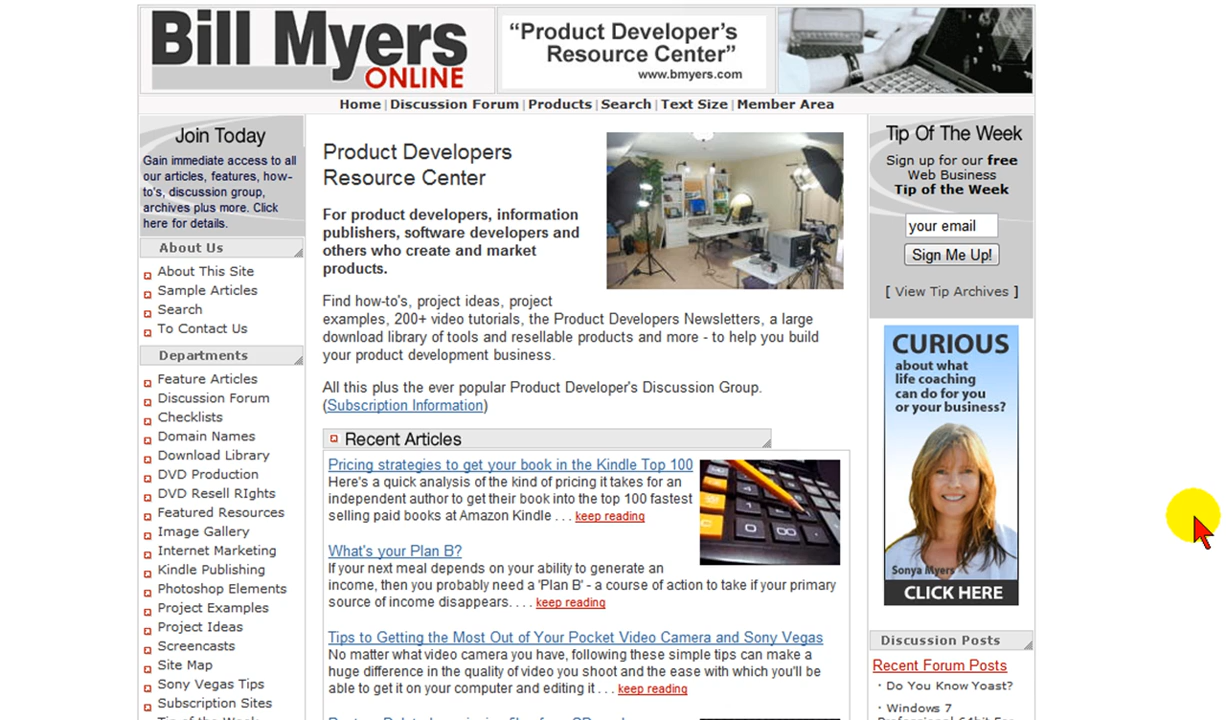 Bill Myers
ONLINE
“Product Developer’s
Resource Center”
www.bmyers.com
Home | Discussion Forum | Products | Search | Text Size | Member Area
Join Today
Gain immediate access to all
our articles, features, how-
to's, discussion group,
archives plus more. Click
here for details.
About Us
About This Site
Sample Articles
Search
To Contact Us
Departments
Feature Articles
Discussion Forum
Checklists
Domain Names
Download Library
DVD Production
DVD Resell RIghts
Featured Resources
Image Gallery
Internet Marketing
Kindle Publishing
Photoshop Elements
Project Examples
Project Ideas
Screencasts
Site Map
Sony Vegas Tips
Subscription Sites
Product Developers
Resource Center
For product developers, information
publishers, software developers and
others who create and market
products.
Find how-to's, project ideas, project
examples, 200+ video tutorials, the Product Developers Newsletters, a large
download library of tools and resellable products and more - to help you build
your product development business.
All this plus the ever popular Product Developer's Discussion Group.
(Subscription Information)
Recent Articles
Pricing strategies to get your book in the Kindle Top 100
Here's a quick analysis of the kind of pricing it takes for an
independent author to get their book into the top 100 fastest
selling paid books at Amazon Kindle . . . keep reading
What's your Plan B?
If your next meal depends on your ability to generate an
income, then you probably need a 'Plan B' - a course of action to take if your primary
source of income disappears. . . . keep reading
Tips to Getting the Most Out of Your Pocket Video Camera and Sony Vegas
No matter what video camera you have, following these simple tips can make a
huge difference in the quality of video you shoot and the ease with which you'll be
able to get it on your computer and editing it . . . keep reading
Tip Of The Week
Sign up for our free
Web Business
Tip of the Week
your email
Sign Me Up!
[ View Tip Archives ]
CURIOUS
about what
life coaching
can do for you
or your business?
Sonya Myers
CLICK HERE
Discussion Posts
Recent Forum Posts
· Do You Know Yoast?
· Windows 7